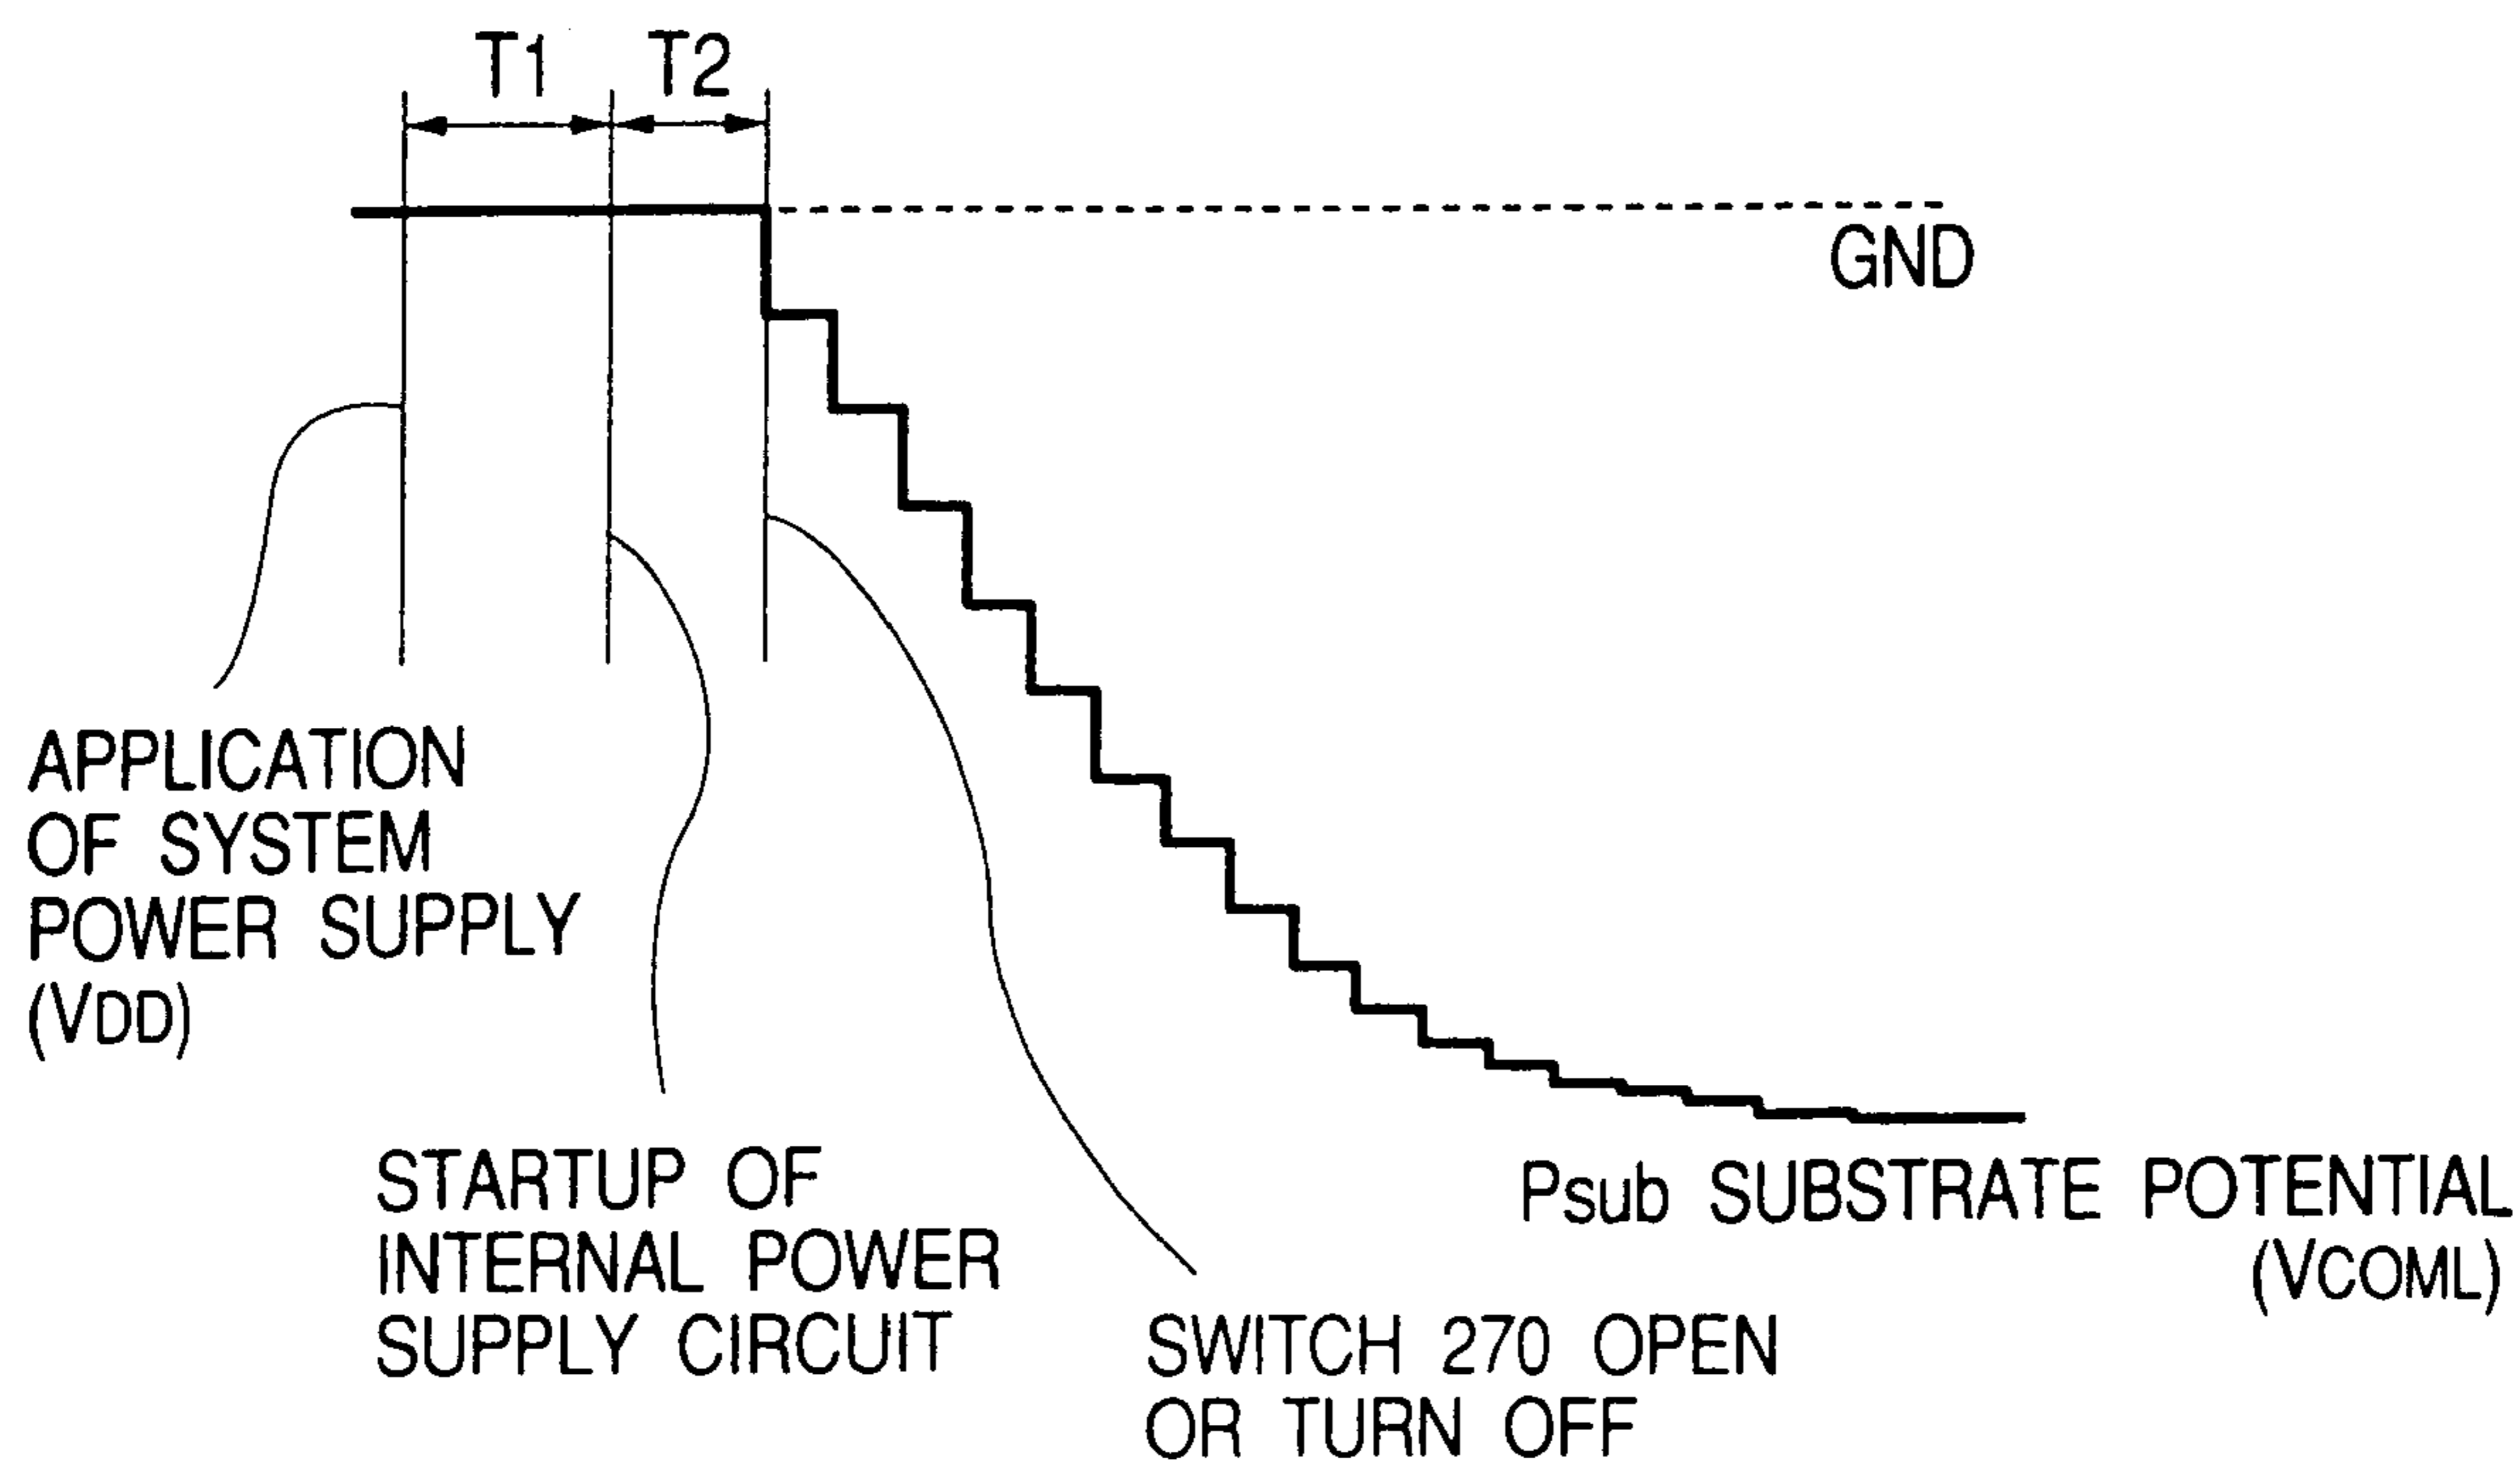 T1 T2
GND
APPLICATION
OF SYSTEM
POWER SUPPLY
(VDD)
STARTUP OF
INTERNAL POWER
SUPPLY CIRCUIT
Psub SUBSTRATE POTENTIAL
(VCOML)
SWITCH 270 OPEN
OR TURN OFF